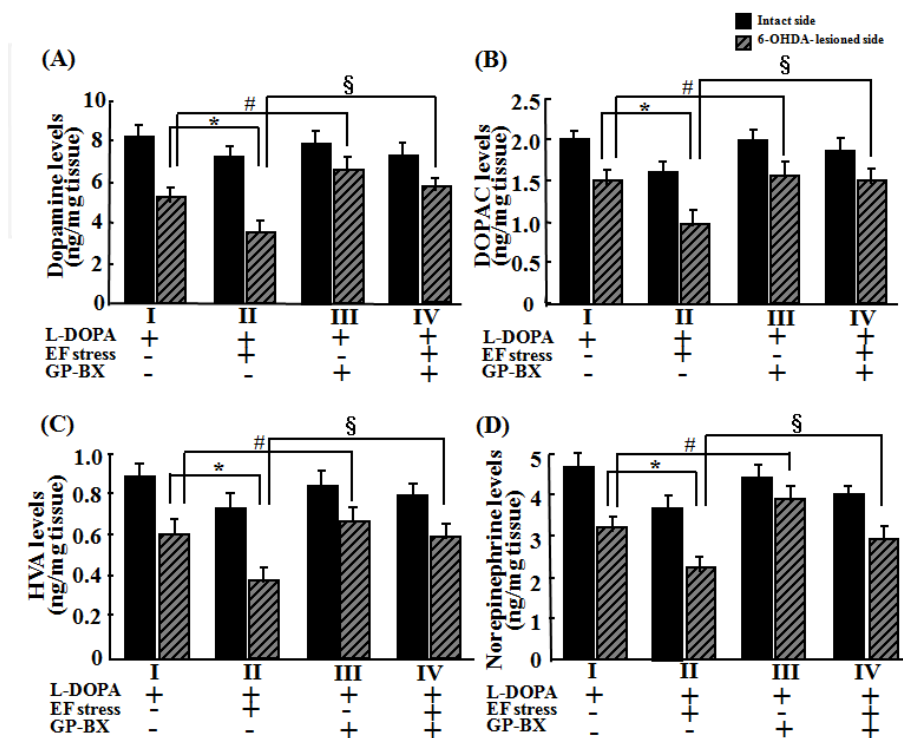 Intact side
6-OHDA-lesioned side
(A)
Dopamine levels
(ng/mg tissue)
10
8
6
4
2
0
* # §
I II III IV
L-DOPA + + + +
EF stress - + - +
GP-BX - - + +
(B)
DOPAC levels
(ng/mg tissue)
2.5
2.0
1.5
1.0
0.5
0
* # §
I II III IV
L-DOPA + + + +
EF stress - + - +
GP-BX - - + +
(C)
HVA levels
(ng/mg tissue)
1.0
0.8
0.6
0.4
0.2
0
* # §
I II III IV
L-DOPA + + + +
EF stress - + - +
GP-BX - - + +
(D)
Norepinephrine levels
(ng/mg tissue)
5
4
3
2
1
0
* # §
I II III IV
L-DOPA + + + +
EF stress - + - +
GP-BX - - + +